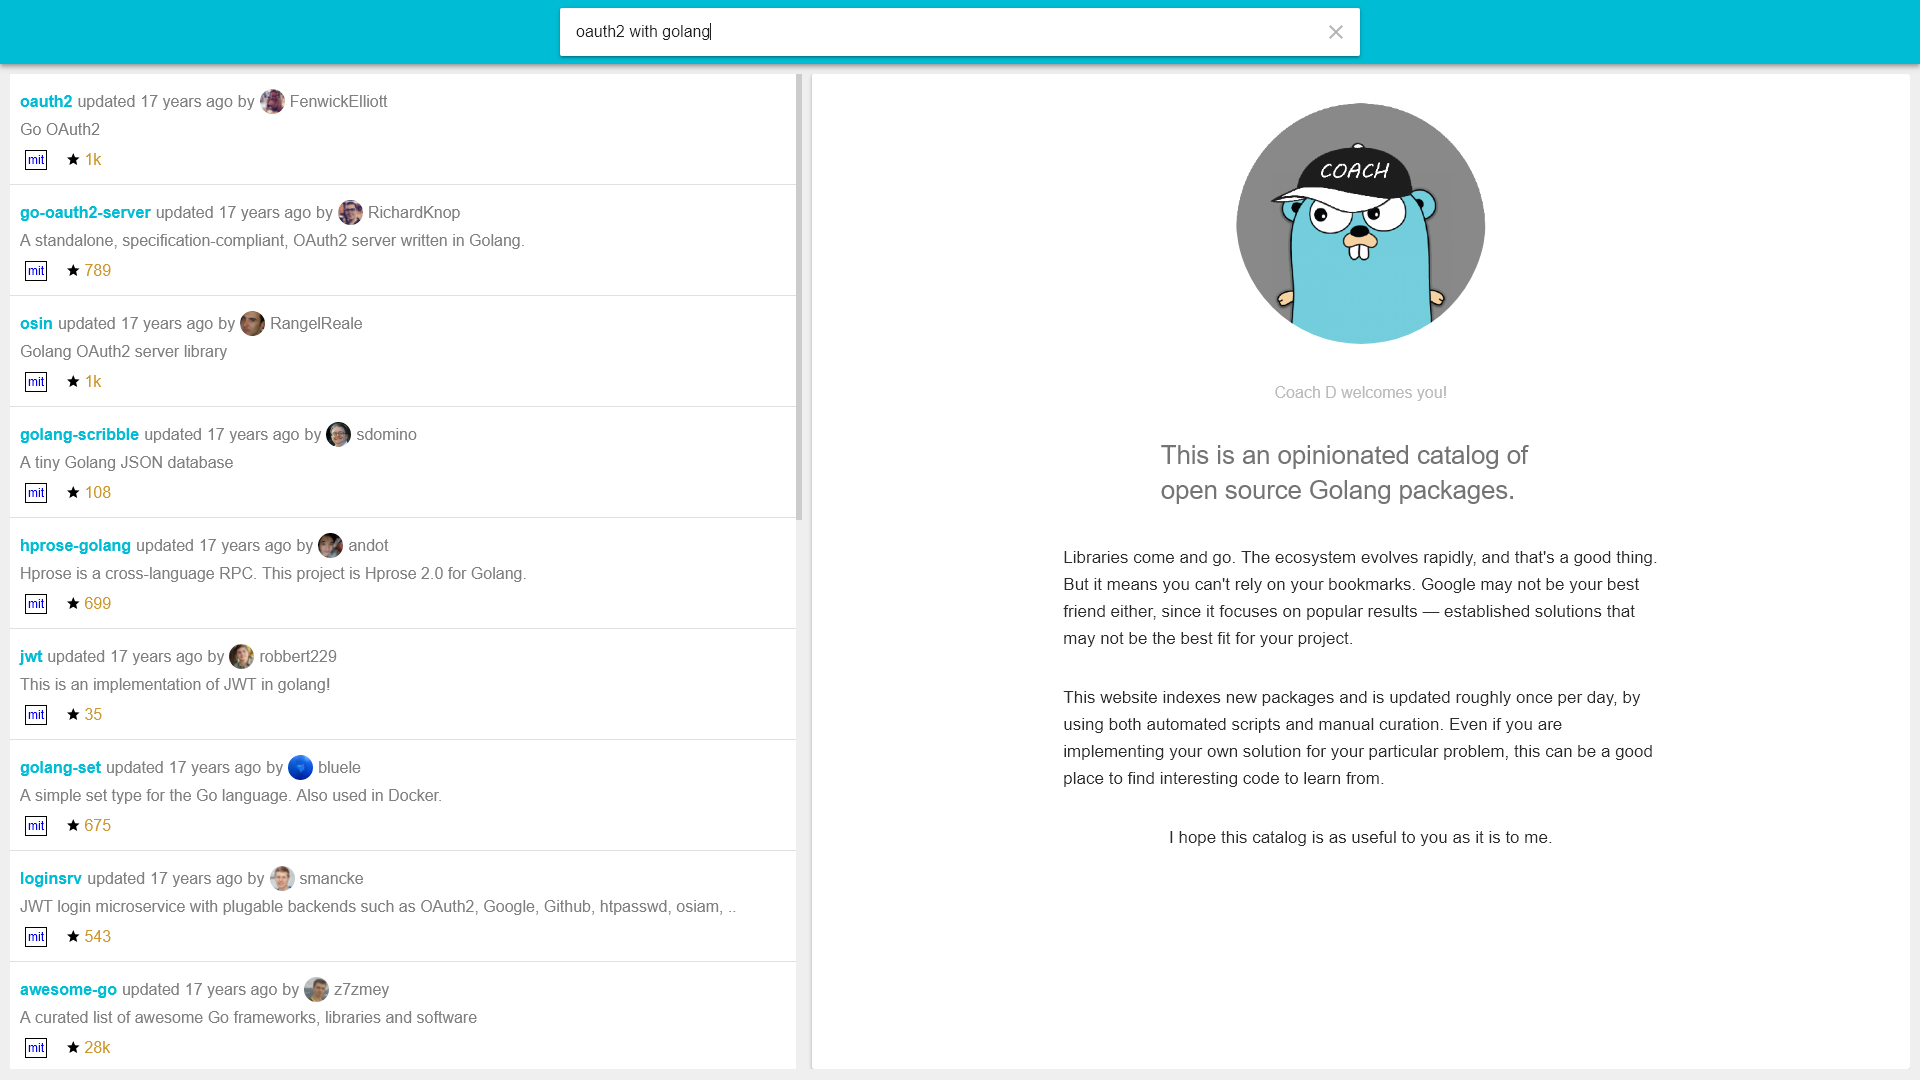 oauth2 with golang
oauth2 updated 17 years ago by FenwickElliott
Go OAuth2
mit ★ 1k
go-oauth2-server updated 17 years ago by RichardKnop
A standalone, specification-compliant, OAuth2 server written in Golang.
mit ★ 789
osin updated 17 years ago by RangelReale
Golang OAuth2 server library
mit ★ 1k
golang-scribble updated 17 years ago by sdomino
A tiny Golang JSON database
mit ★ 108
hprose-golang updated 17 years ago by andot
Hprose is a cross-language RPC. This project is Hprose 2.0 for Golang.
mit ★ 699
jwt updated 17 years ago by robbert229
This is an implementation of JWT in golang!
mit ★ 35
golang-set updated 17 years ago by bluele
A simple set type for the Go language. Also used in Docker.
mit ★ 675
loginsrv updated 17 years ago by smancke
JWT login microservice with plugable backends such as OAuth2, Google, Github, htpasswd, osiam, ..
mit ★ 543
awesome-go updated 17 years ago by z7zmey
A curated list of awesome Go frameworks, libraries and software
mit ★ 28k
COACH
Coach D welcomes you!
This is an opinionated catalog of
open source Golang packages.
Libraries come and go. The ecosystem evolves rapidly, and that's a good thing.
But it means you can't rely on your bookmarks. Google may not be your best
friend either, since it focuses on popular results — established solutions that
may not be the best fit for your project.
This website indexes new packages and is updated roughly once per day, by
using both automated scripts and manual curation. Even if you are
implementing your own solution for your particular problem, this can be a good
place to find interesting code to learn from.
I hope this catalog is as useful to you as it is to me.